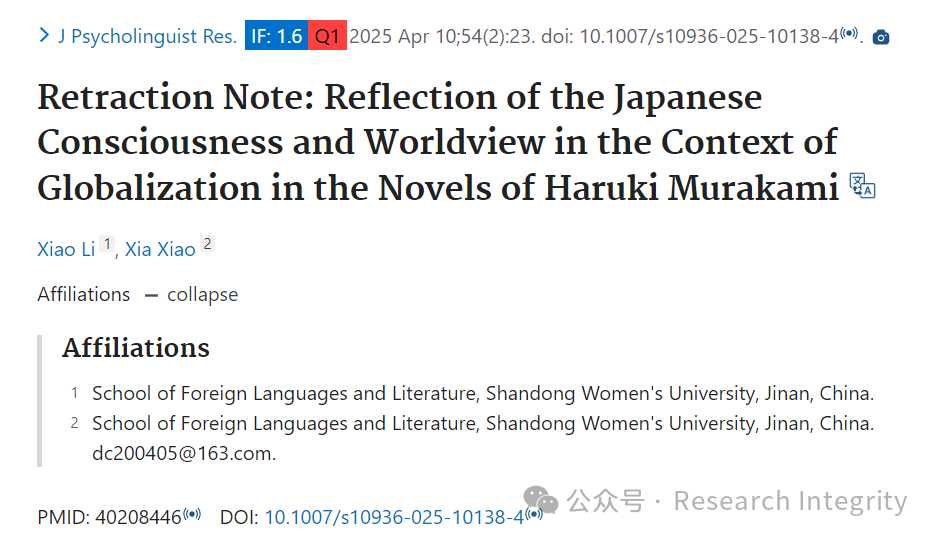 J Psycholinguist Res. IF: 1.6 Q1 2025 Apr 10;54(2):23. doi: 10.1007/s10936-025-10138-4.
Retraction Note: Reflection of the Japanese
Consciousness and Worldview in the Context of
Globalization in the Novels of Haruki Murakami
Xiao Li 1, Xia Xiao 2
Affiliations — collapse
Affiliations
1 School of Foreign Languages and Literature, Shandong Women's University, Jinan, China.
2 School of Foreign Languages and Literature, Shandong Women's University, Jinan, China.
dc200405@163.com.
公众号 · Research Integrity
PMID: 40208446 DOI: 10.1007/s10936-025-10138-4